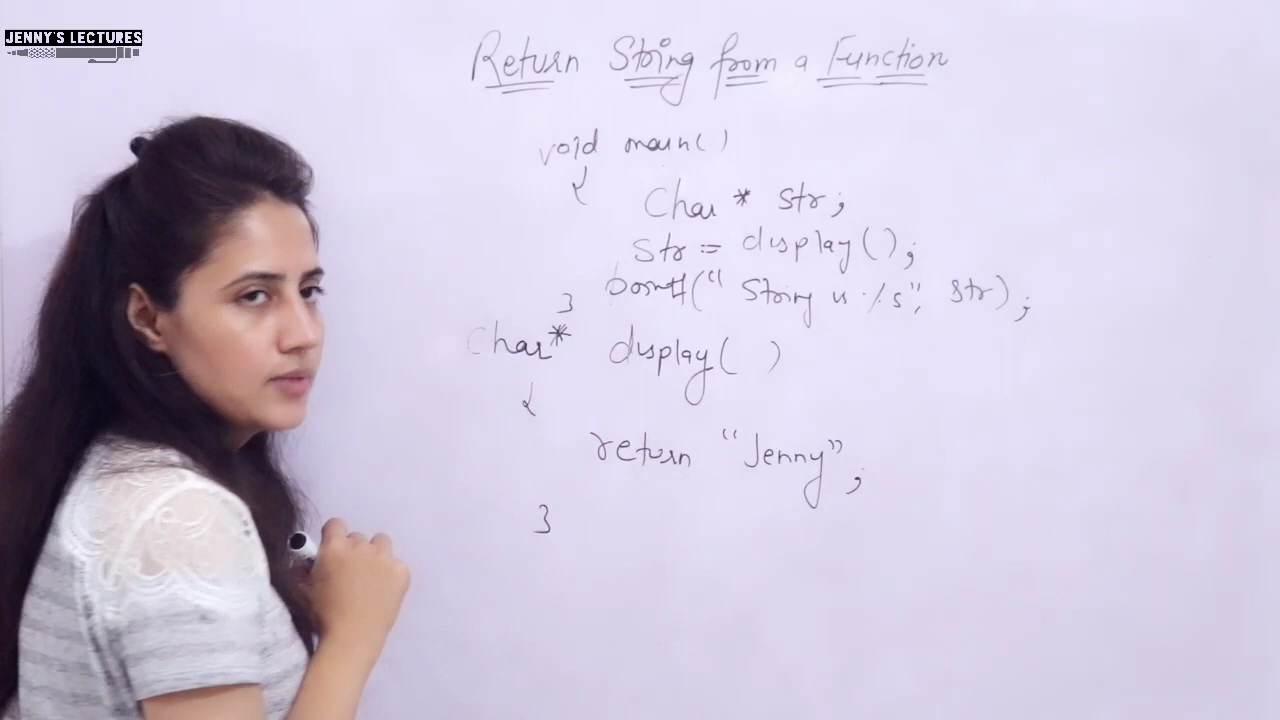 JENNY'S LECTURES
Return String from a Function
void main()
{
char* str;
str = display();
printf("String is %s", str);
}
char* display( )
{
return "Jenny";
}